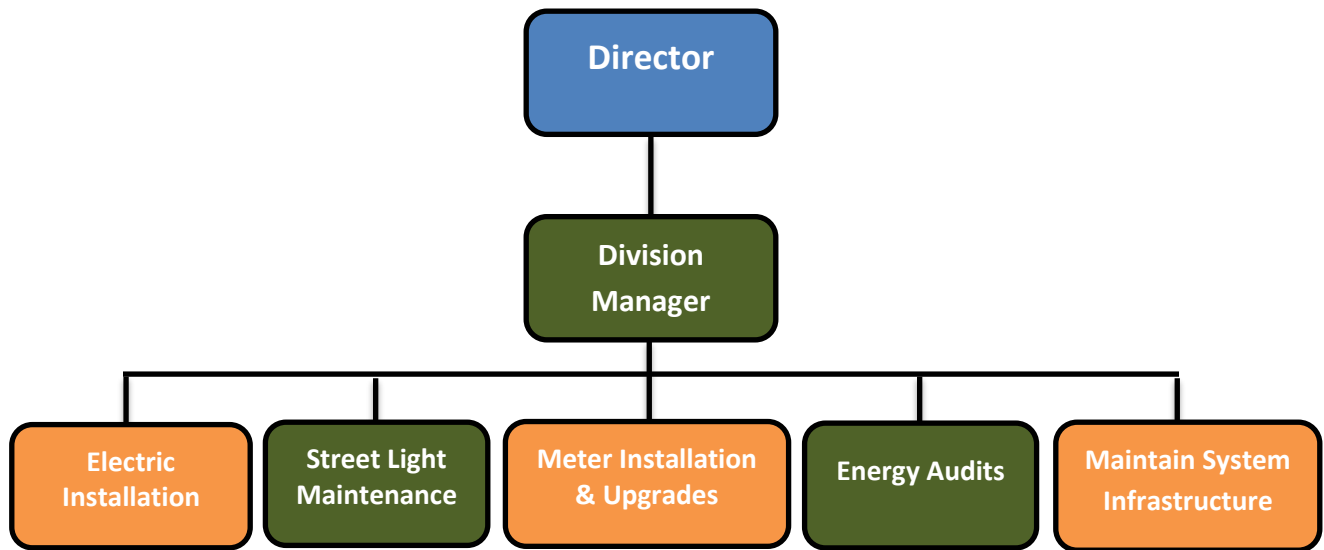 Director
Division
Manager
Electric
Installation
Street Light
Maintenance
Meter Installation
& Upgrades
Energy Audits
Maintain System
Infrastructure